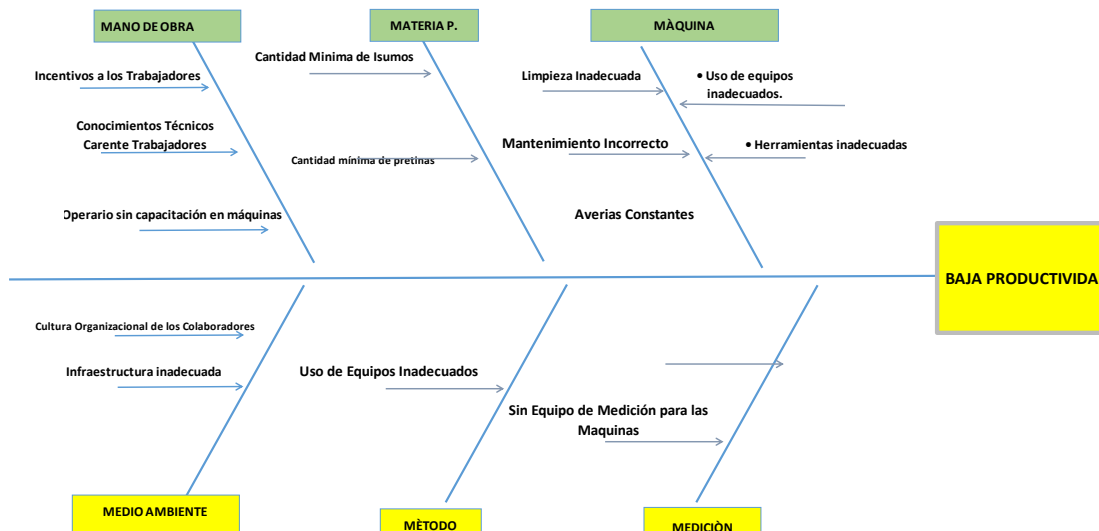 MANO DE OBRA
MATERIA P.
MÀQUINA
Incentivos a los Trabajadores
Conocimientos Técnicos
Carente Trabajadores
Operario sin capacitación en máquinas
Cantidad Minima de Isumos
Cantidad mínima de pretinas
Limpieza Inadecuada
• Uso de equipos
inadecuados.
Mantenimiento Incorrecto
• Herramientas inadecuadas
Averias Constantes
BAJA PRODUCTIVIDA
Cultura Organizacional de los Colaboradores
Infraestructura inadecuada
Uso de Equipos Inadecuados
Sin Equipo de Medición para las
Maquinas
MEDIO AMBIENTE
MÈTODO
MEDICIÒN